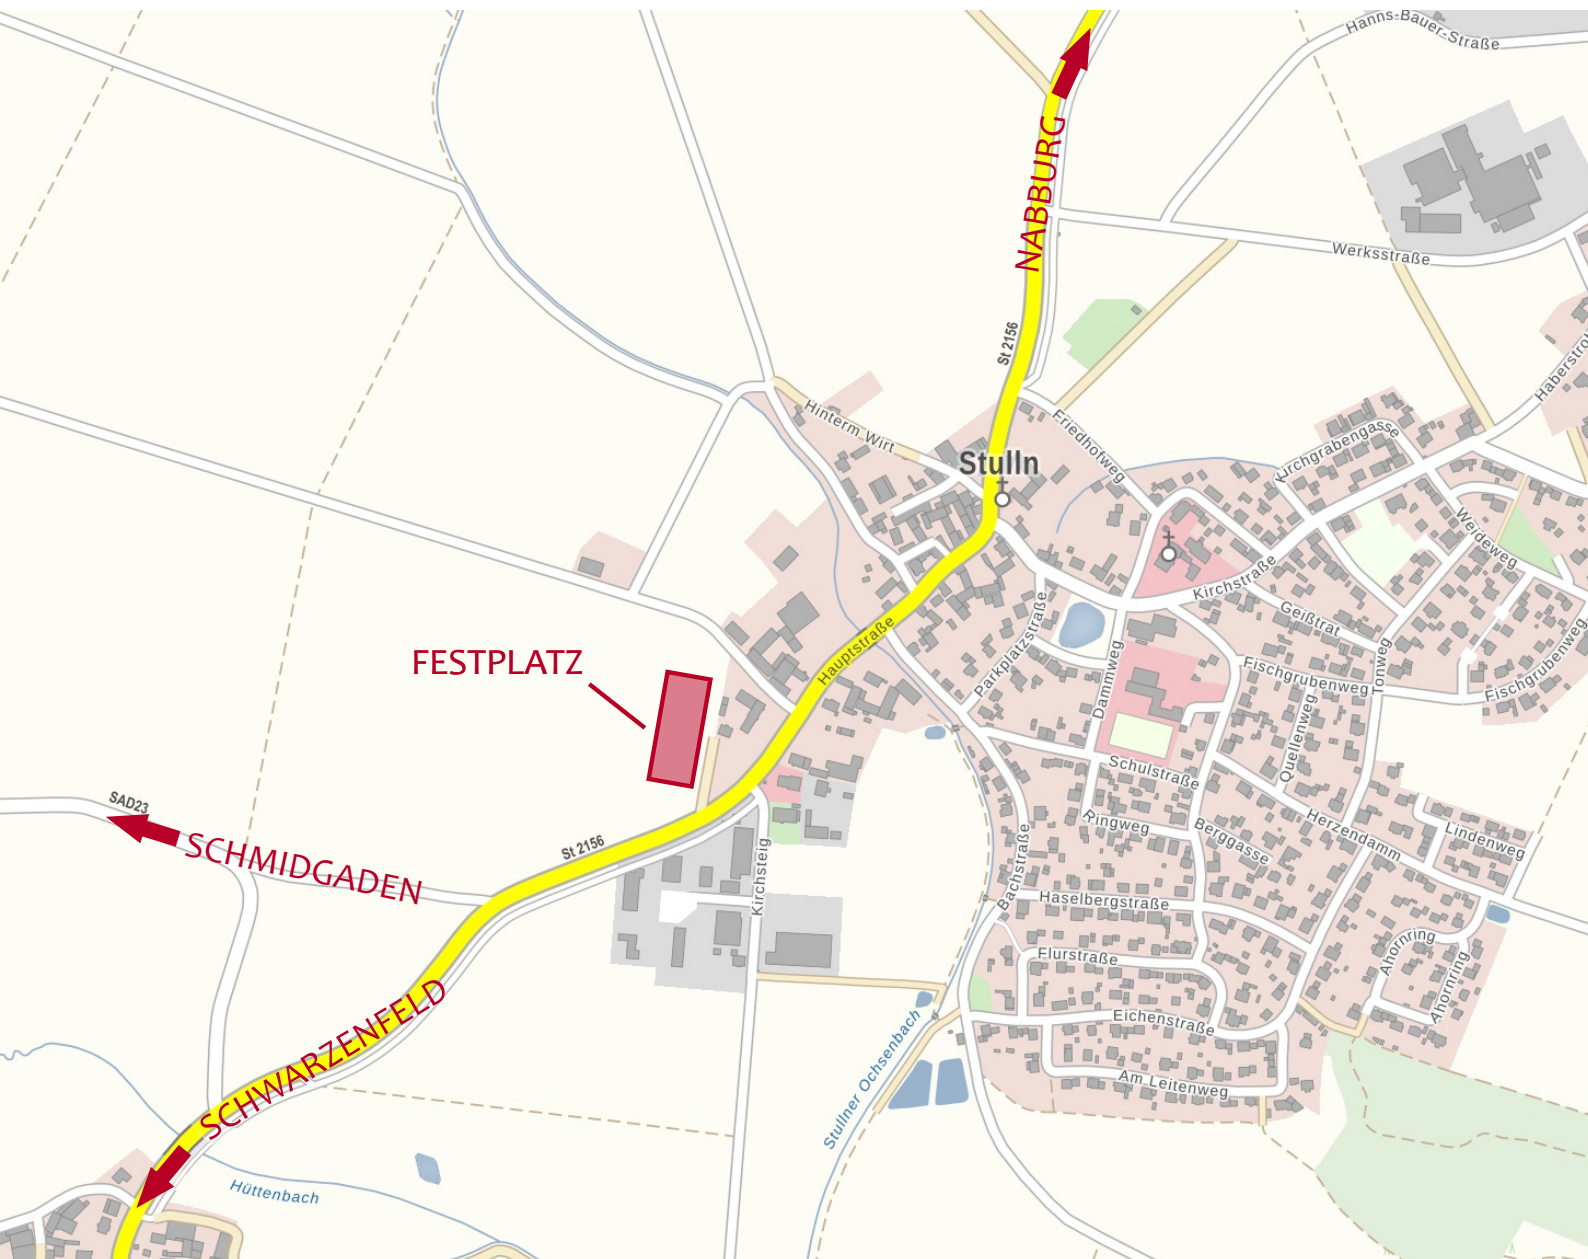 Hanns-Bauer-Straße
NABBURG
Werksstraße
St 2156
Haberstroh
Hinterm Wirt
Friedhofweg
Kirchgrabengasse
Stulln
Weideweg
Kirchstraße
Geißtrat
Hauptstraße
Parkplatzstraße
Dammweg
Tonweg
Fischgrubenweg
Fischgrubenweg
FESTPLATZ
Quellenweg
Schulstraße
SAD23
SCHMIDGADEN
St 2156
Ringweg
Berggasse
Herzendamm
Lindenweg
Kirchsteig
Bachstraße
Haselbergstraße
Ahornring
Ahornring
Flurstraße
SCHWARZENFELD
Eichenstraße
Stullner Ochsenbach
Am Leitenweg
Hüttenbach